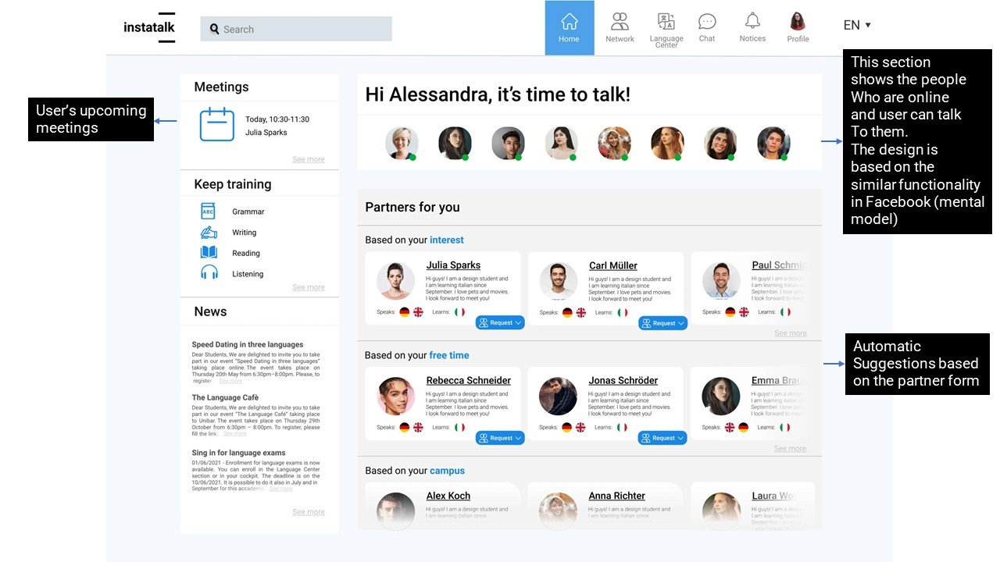 instatalk
Search
Home
Network
Language
Center
Chat
Notices
Profile
EN
User's upcoming
meetings
Meetings
Today, 10:30-11:30
Julia Sparks
See more
Keep training
ABC
Grammar
Writing
Reading
Listening
See more
News
Speed Dating in three languages
Dear Students, We are delighted to invite you to take
part in our event "Speed Dating in three languages"
taking place online. The event takes place on
Thursday 20th May from 6:30pm–8:00pm. Please, to
register. See more
The Language Cafè
Dear Students, We are delighted to invite you to take
part in our event "The Language Café" taking place
to Unibar. The event takes place on Thursday 29th
October from 6:30pm – 8:00pm. To register, please
fill the link. See more
Sing in for language exams
01/06/2021 - Enrollment for language exams is now
available. You can enroll in the Language Center
section or in your cockpit. The deadline is on the
10/06/2021. It is possible to do it also in July and in
September for this academic See more
See more
Hi Alessandra, it's time to talk!
This section
shows the people
Who are online
and user can talk
To them.
The design is
based on the
similar functionality
in Facebook (mental
model)
Partners for you
Based on your interest
Julia Sparks
Hi guys! I am a design student and
I am learning italian since
September. I love pets and movies.
I look forward to meet you!
Speaks: Learns:
Request
Carl Müller
Hi guys! I am a design student and
I am learning italian since
September. I love pets and movies.
I look forward to meet you!
Speaks: Learns:
Request
Paul Schmid
Hi guys! I am a design
I am learning italian
September. I love pets
I look forward to meet
Speaks: Learns:
See more
Based on your free time
Rebecca Schneider
Hi guys! I am a design student and
I am learning italian since
September. I love pets and movies.
I look forward to meet you!
Speaks: Learns:
Request
Jonas Schröder
Hi guys! I am a design student and
I am learning italian since
September. I love pets and movies.
I look forward to meet you!
Speaks: Learns:
Request
Emma Brau
Hi guys! I am a design
I am learning italian
September. I love pets
I look forward to meet
Speaks: Learns:
See more
Automatic
Suggestions based
on the partner form
Based on your campus
Alex Koch
Hi guys! I am a design student and
I am learning italian since
Anna Richter
Hi guys! I am a design student and
I am learning italian since
Laura Wol
Hi guys! I am a design
I am learning italian